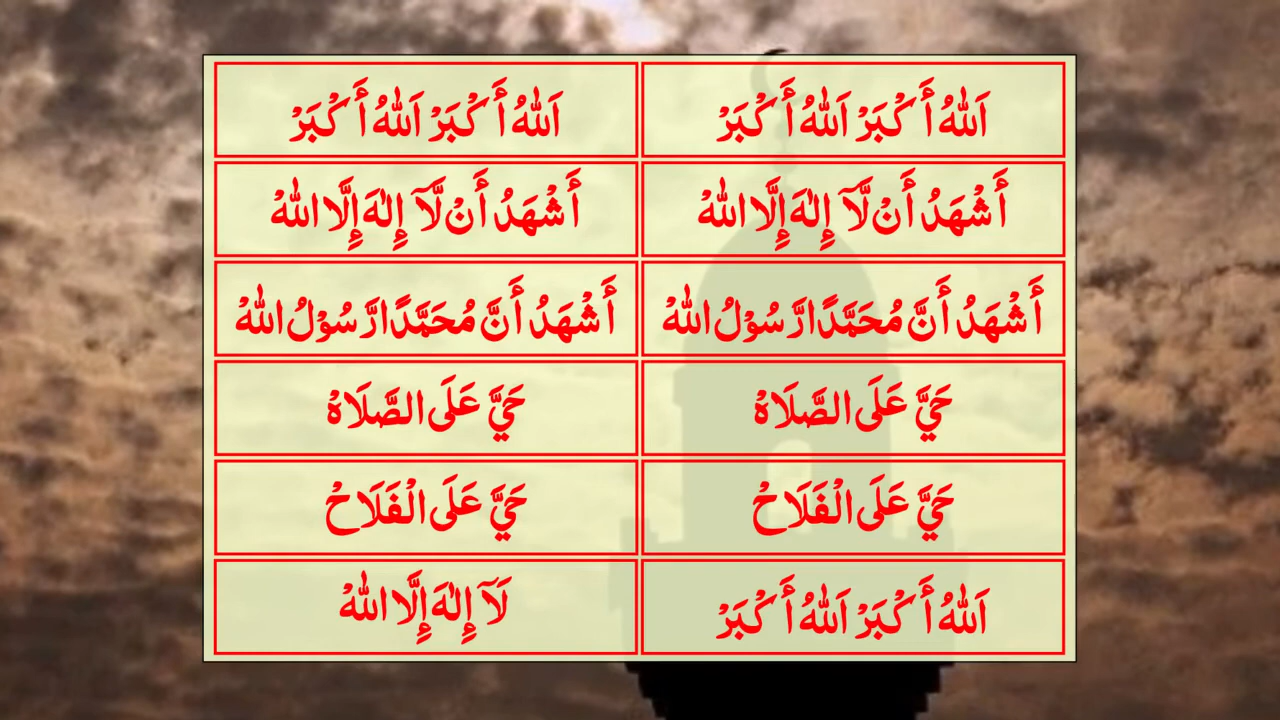 اَللّٰهُ أَكْبَرْ اَللّٰهُ أَكْبَرْ
اَللّٰهُ أَكْبَرْ اَللّٰهُ أَكْبَرْ
أَشْهَدُ أَنْ لَّآ إِلٰهَ إِلَّا اللّٰهْ
أَشْهَدُ أَنْ لَّآ إِلٰهَ إِلَّا اللّٰهْ
أَشْهَدُ أَنَّ مُحَمَّدًا رَّسُوْلُ اللّٰهْ
أَشْهَدُ أَنَّ مُحَمَّدًا رَّسُوْلُ اللّٰهْ
حَيَّ عَلَى الصَّلَاةْ
حَيَّ عَلَى الصَّلَاةْ
حَيَّ عَلَى الْفَلَاحْ
حَيَّ عَلَى الْفَلَاحْ
اَللّٰهُ أَكْبَرْ اَللّٰهُ أَكْبَرْ
لَآ إِلٰهَ إِلَّا اللّٰهْ